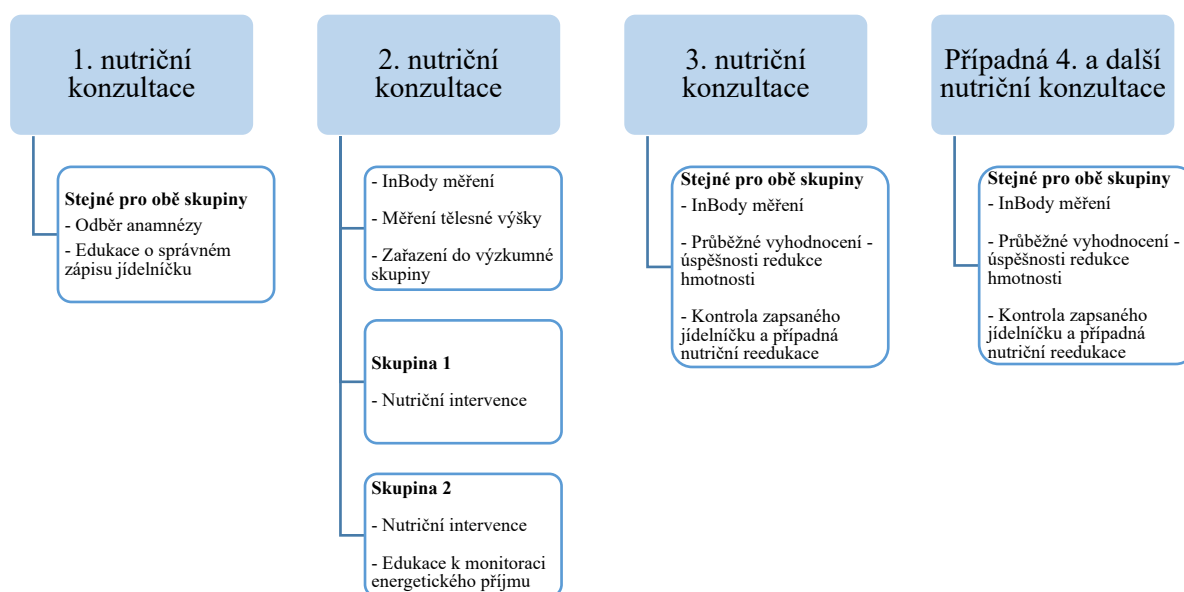 1. nutriční
konzultace
Stejné pro obě skupiny
- Odběr anamnézy
- Edukace o správném
zápisu jídelníčku
2. nutriční
konzultace
- InBody měření
- Měření tělesné výšky
- Zařazení do výzkumné
skupiny
Skupina 1
- Nutriční intervence
Skupina 2
- Nutriční intervence
- Edukace k monitoraci
energetického příjmu
3. nutriční
konzultace
Stejné pro obě skupiny
- InBody měření
- Průběžné vyhodnocení -
úspěšnosti redukce
hmotnosti
- Kontrola zapsaného
jídelníčku a případná
nutriční reedukace
Případná 4. a další
nutriční konzultace
Stejné pro obě skupiny
- InBody měření
- Průběžné vyhodnocení -
úspěšnosti redukce
hmotnosti
- Kontrola zapsaného
jídelníčku a případná
nutriční reedukace